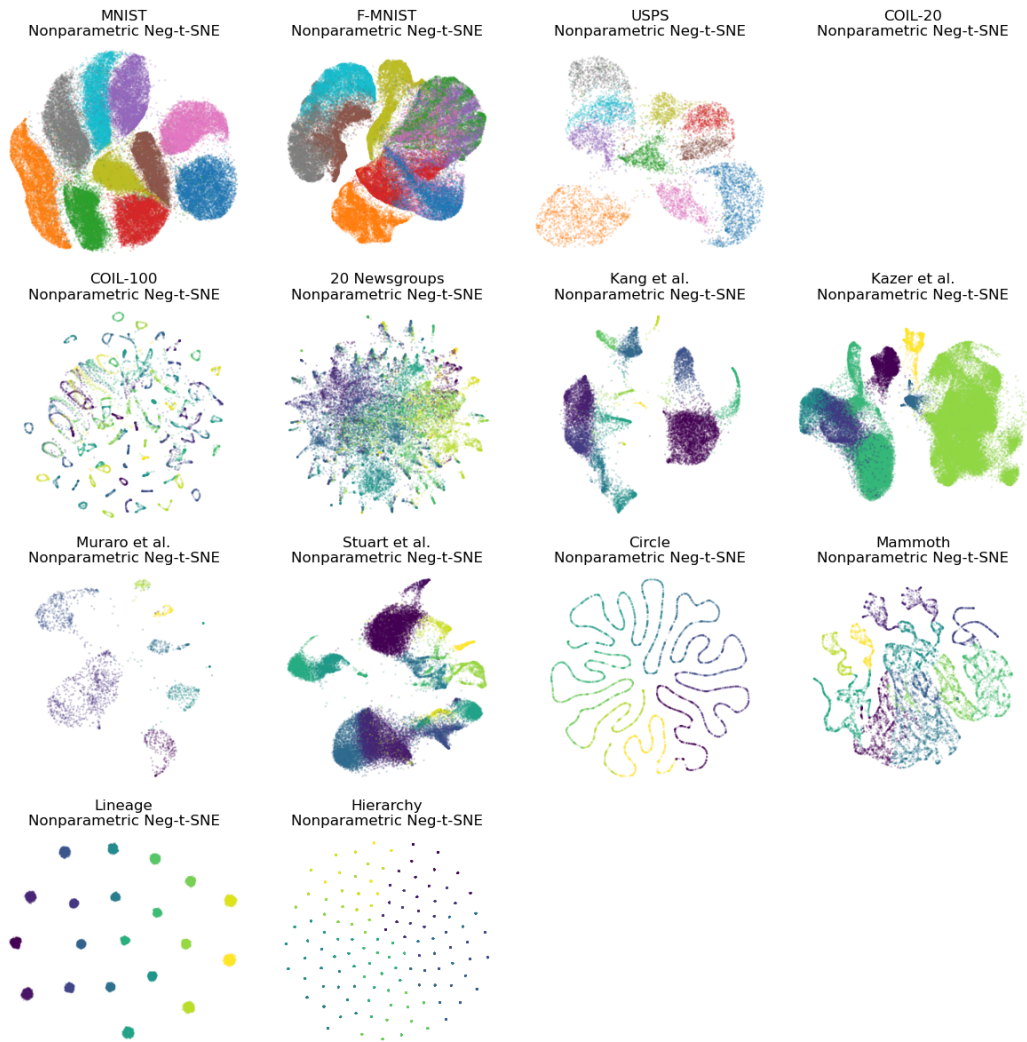 MNIST
Nonparametric Neg-t-SNE
F-MNIST
Nonparametric Neg-t-SNE
USPS
Nonparametric Neg-t-SNE
COIL-20
Nonparametric Neg-t-SNE
COIL-100
Nonparametric Neg-t-SNE
20 Newsgroups
Nonparametric Neg-t-SNE
Kang et al.
Nonparametric Neg-t-SNE
Kazer et al.
Nonparametric Neg-t-SNE
Muraro et al.
Nonparametric Neg-t-SNE
Stuart et al.
Nonparametric Neg-t-SNE
Circle
Nonparametric Neg-t-SNE
Mammoth
Nonparametric Neg-t-SNE
Lineage
Nonparametric Neg-t-SNE
Hierarchy
Nonparametric Neg-t-SNE